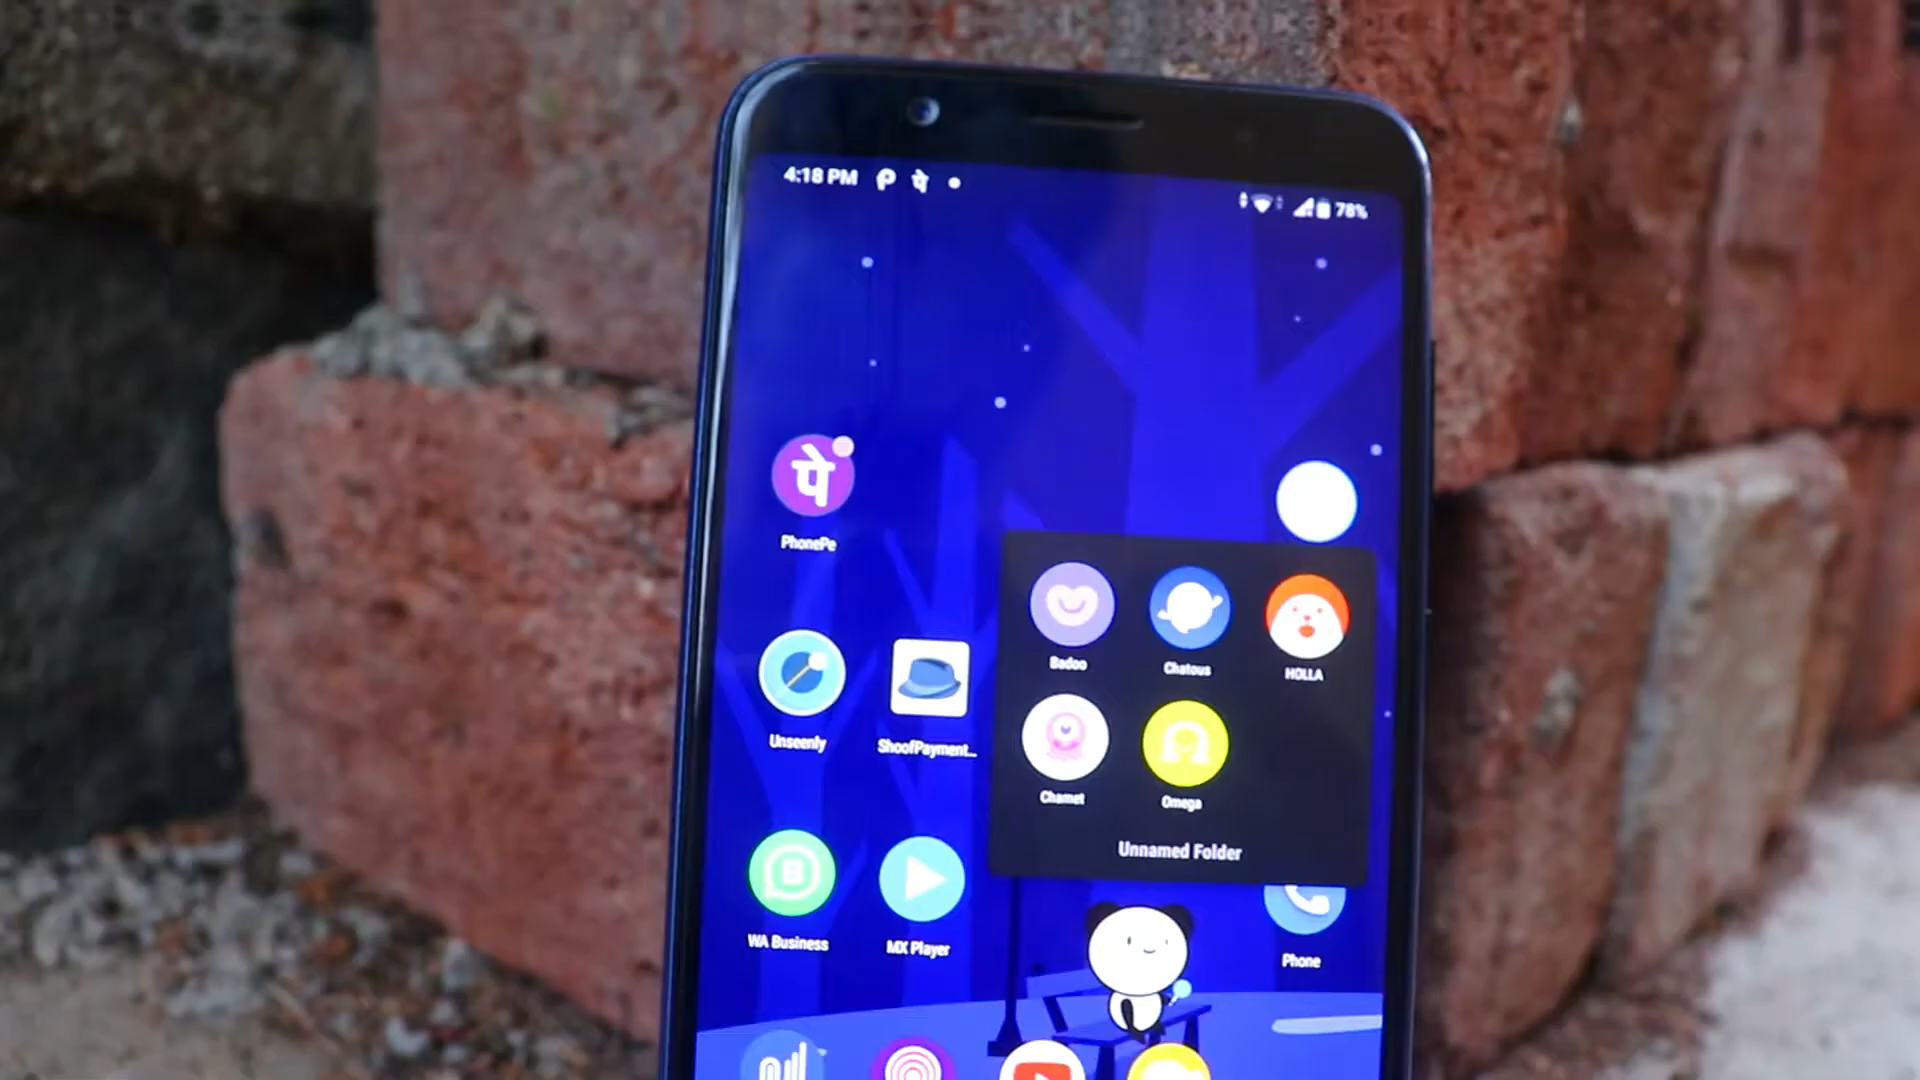 4:18 PM पे 78%
पे
PhonePe
Badoo Chatous HOLLA
Unseenly ShoofPayment...
Chamet Omega
Unnamed Folder
B
WA Business MX Player Phone